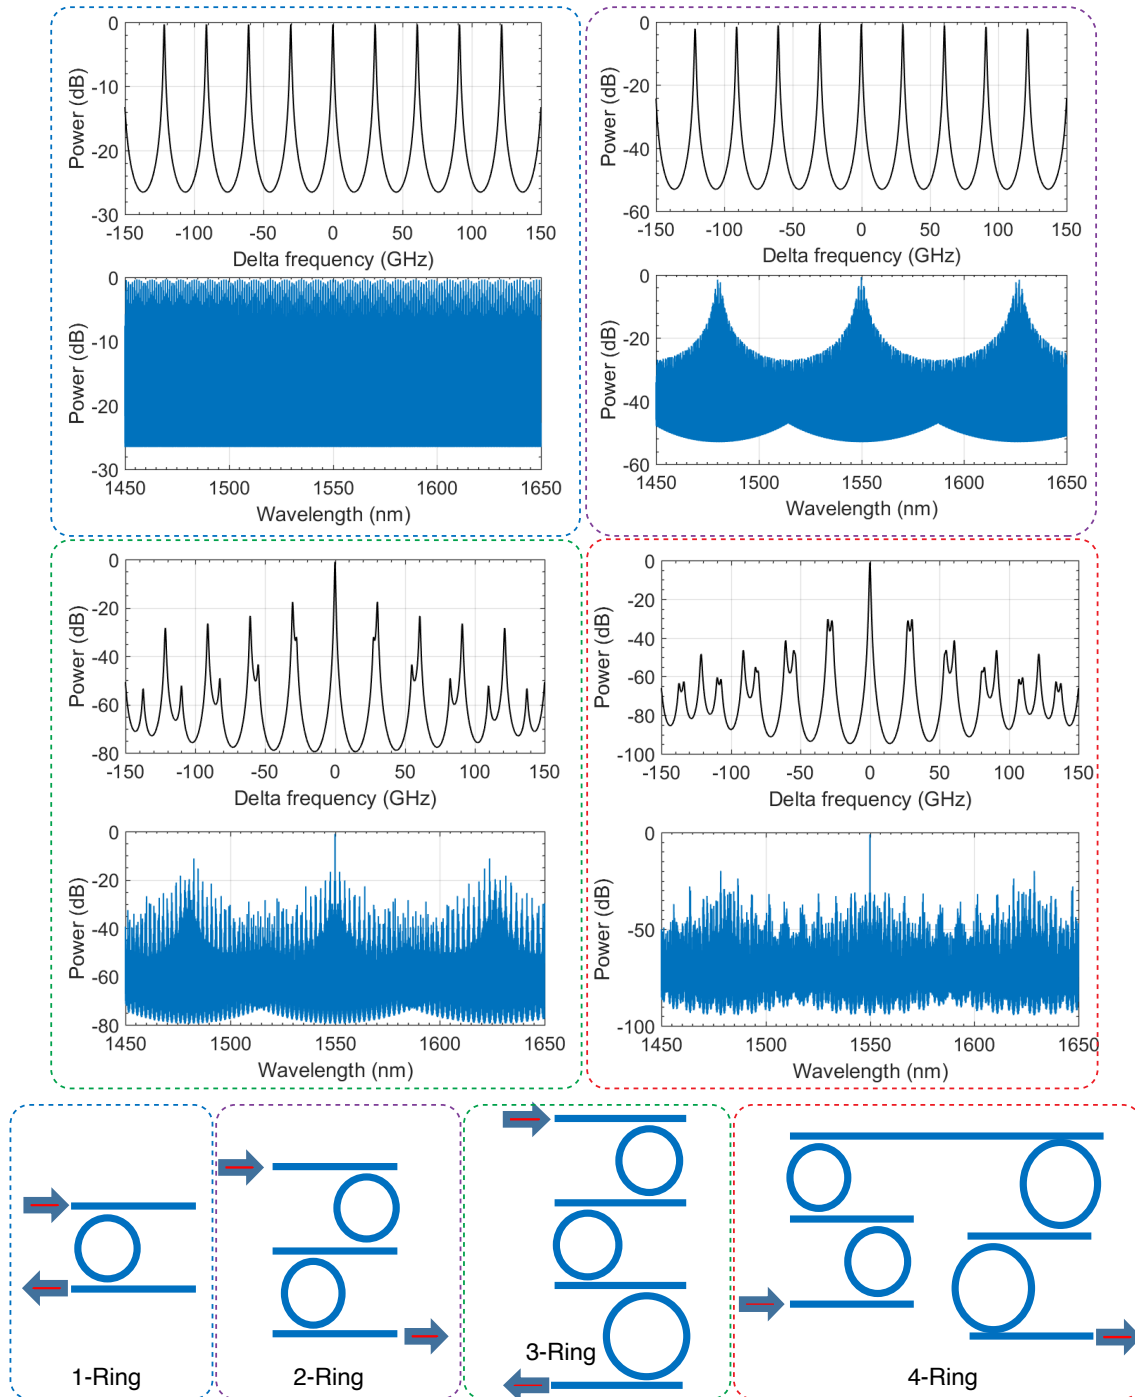 0
-10
-20
-30
Power (dB)
-150 -100 -50 0 50 100 150
Delta frequency (GHz)
0
-20
-40
-60
Power (dB)
-150 -100 -50 0 50 100 150
Delta frequency (GHz)
0
-10
-20
-30
Power (dB)
1450 1500 1550 1600 1650
Wavelength (nm)
0
-20
-40
-60
Power (dB)
1450 1500 1550 1600 1650
Wavelength (nm)
0
-20
-40
-60
-80
Power (dB)
-150 -100 -50 0 50 100 150
Delta frequency (GHz)
0
-20
-40
-60
-80
-100
Power (dB)
-150 -100 -50 0 50 100 150
Delta frequency (GHz)
0
-20
-40
-60
-80
Power (dB)
1450 1500 1550 1600 1650
Wavelength (nm)
0
-50
-100
Power (dB)
1450 1500 1550 1600 1650
Wavelength (nm)
1-Ring
2-Ring
3-Ring
4-Ring